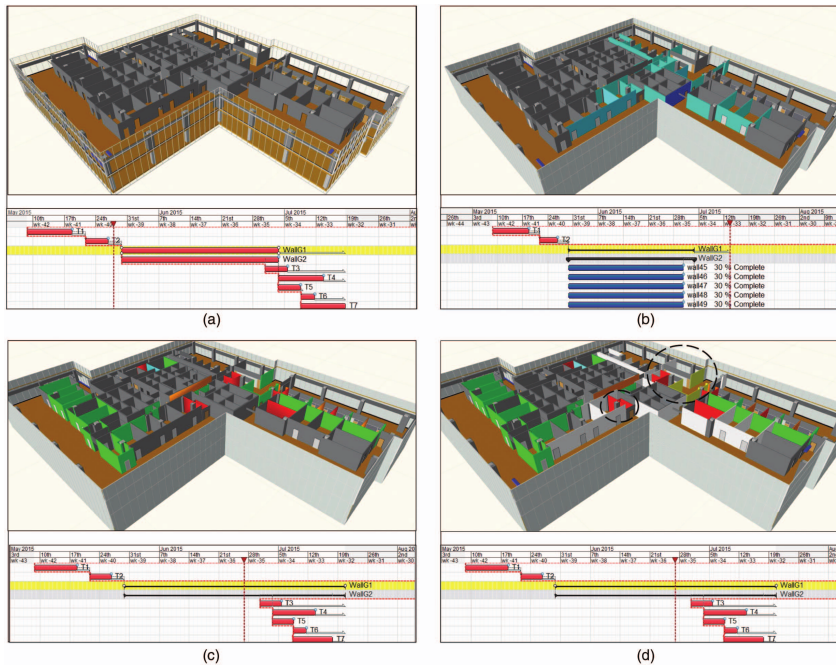 May 2015 Jun 2015 Jul 2015 Au
10th 17th 24th 31st 7th 14th 21st 28th 5th 12th 19th 26th 2n
wk-42 wk-41 wk-40 wk-39 wk-38 wk-37 wk-36 wk-35 wk-34 wk-33 wk-32 wk-31 wk
T1
T2
WallG1
WallG2
T3
T4
T5
T6
T7
(a)
Jun 2015 Jul 2015
26th 3rd 10th 17th 24th 31st 7th 14th 21st 28th 5th 12th 19th 26th 2nd 9th
wk-44 wk-43 wk-42 wk-41 wk-40 wk-39 wk-38 wk-37 wk-36 wk-35 wk-34 wk-33 wk-32 wk-31 wk-30
T1
T2
WallG1
WallG2
wall45 30 % Complete
wall46 30 % Complete
wall47 30 % Complete
wall48 30 % Complete
wall49 30 % Complete
(b)
May 2015 Jun 2015 Jul 2015 Aug 20
3rd 10th 17th 24th 31st 7th 14th 21st 28th 5th 12th 19th 26th 2nd
wk-43 wk-42 wk-41 wk-40 wk-39 wk-38 wk-37 wk-36 wk-35 wk-34 wk-33 wk-32 wk-31 wk-30
T1
T2
WallG1
WallG2
T3
T4
T5
T6
T7
(c)
May 2015 Jun 2015 Jul 2015 Aug 2015
3rd 10th 17th 24th 31st 7th 14th 21st 28th 5th 12th 19th 26th 2nd
wk-43 wk-42 wk-41 wk-40 wk-39 wk-38 wk-37 wk-36 wk-35 wk-34 wk-33 wk-32 wk-31 wk-30
T1
T2
WallG1
WallG2
T3
T4
T5
T6
T7
(d)